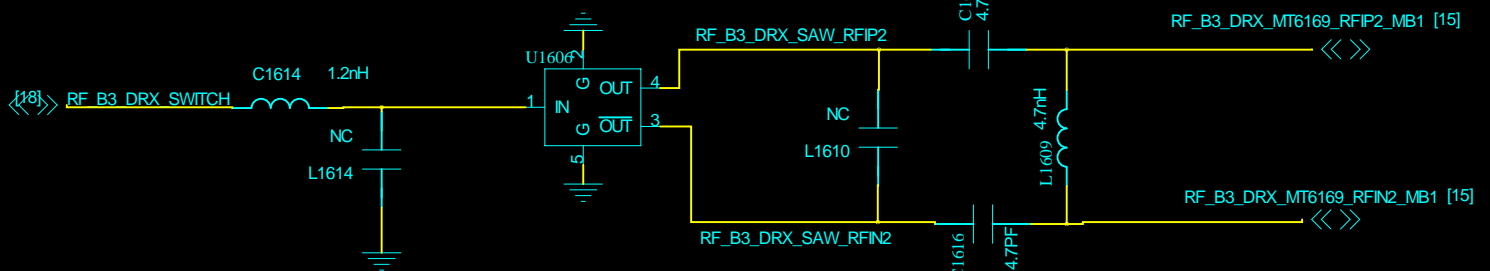 C1
4.7
RF_B3_DRX_MT6169_RFIP2_MB1 [15]
RF_B3_DRX_SAW_RFIP2
U1606
2
C1614 1.2nH
G
OUT
4
[18]
RF_B3_DRX_SWITCH
1
IN
NC
4.7nH
NC
G
OUT
3
L1610
L1609
5
L1614
RF_B3_DRX_MT6169_RFIN2_MB1 [15]
RF_B3_DRX_SAW_RFIN2
C1616
4.7PF